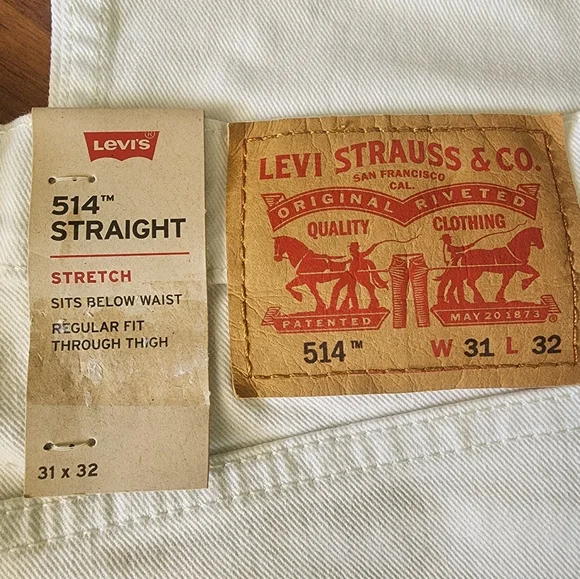 LEVI'S®
514™
STRAIGHT
STRETCH
SITS BELOW WAIST
REGULAR FIT
THROUGH THIGH
31 x 32
LEVI STRAUSS & CO.
SAN FRANCISCO
CAL.
ORIGINAL RIVETED
QUALITY CLOTHING
PATENTED MAY 20 1873 ®
514™ W 31 L 32